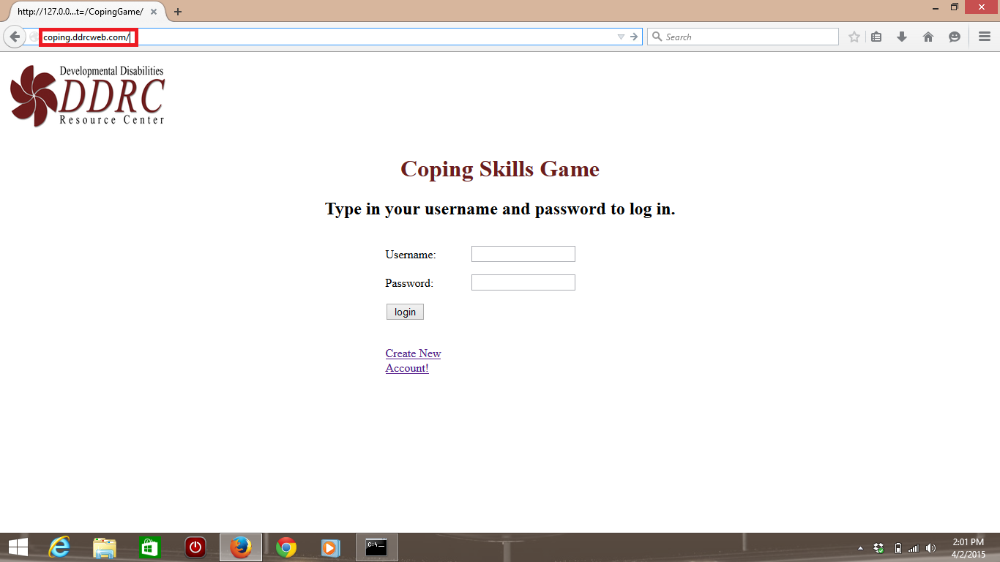 http://127.0.0...t=/CopingGame/
coping.ddrcweb.com/
Search
Developmental Disabilities
DDRC
Resource Center
Coping Skills Game
Type in your username and password to log in.
Username:
Password:
login
Create New
Account!
C:\
2:01 PM
4/2/2015